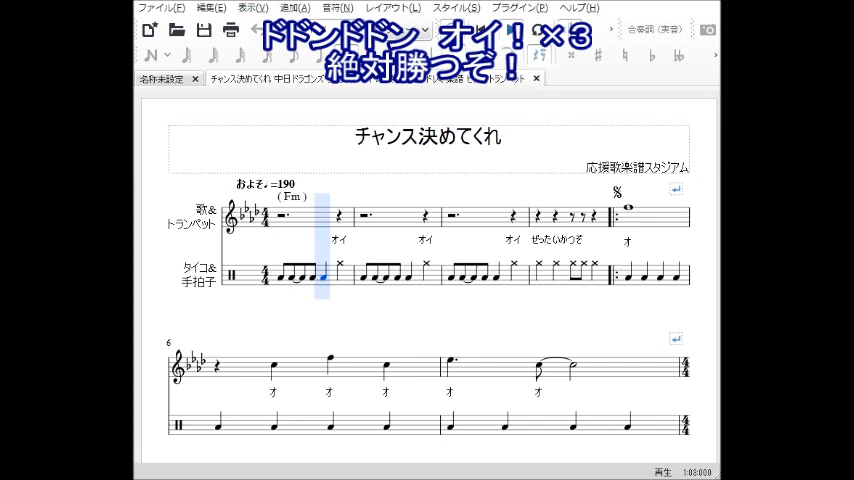 ファイル(F) 編集(E) 表示(V) 追加(A) 音符(N) レイアウト(L) スタイル(S) プラグイン(P) ヘルプ(H)
ドドンドドン オイ!×3
合奏調(実音)
絶対勝つぞ!
名称未設定
チャンス決めてくれ 中日ドラゴンズ
チャンス決めてくれ
応援歌楽譜スタジアム
およそ♩=190
(Fm)
歌&
トランペット
オイ オイ オイ ぜったいかつぞ オ
タイコ&
手拍子
6
オ オ オ オ オ
再生 1:03:000